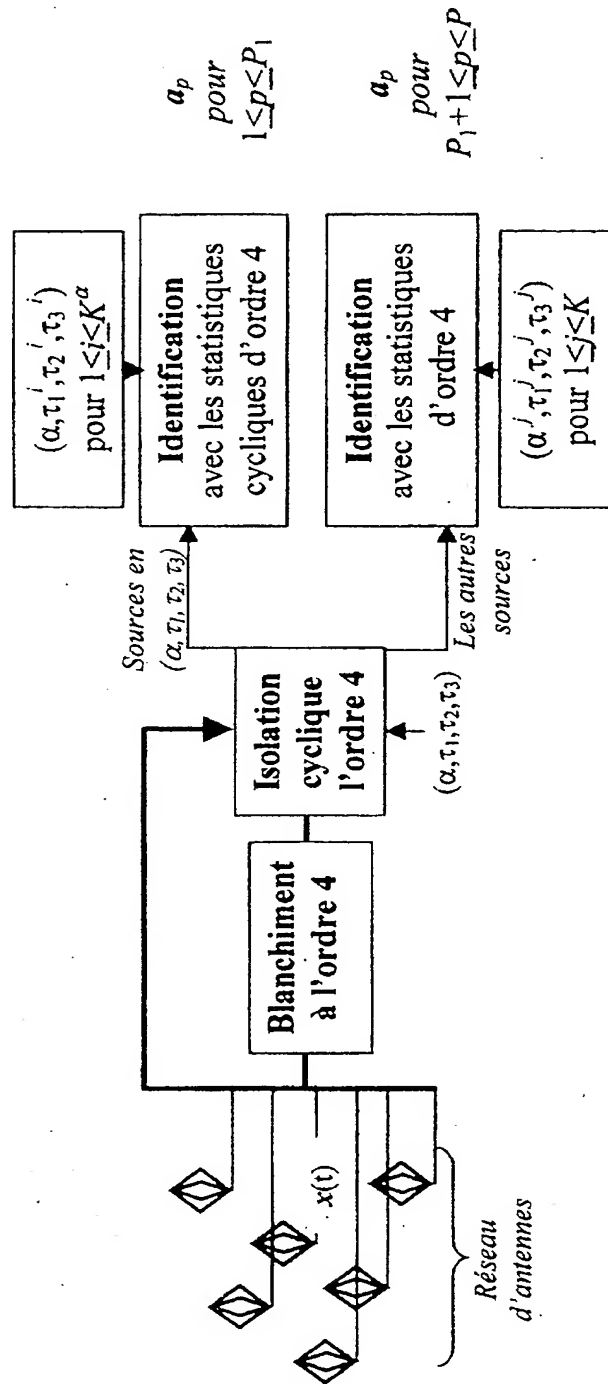 Réseau
d'antennes
x(t)
Blanchiment
à l'ordre 4
Isolation
cyclique
l'ordre 4
(α,τ₁,τ₂,τ₃)
Sources en
(α,τ₁,τ₂,τ₃)
Les autres
sources
(α,τ₁ⁱ,τ₂ⁱ,τ₃ⁱ)
pour 1≤i≤K^α
Identification
avec les statistiques
cycliques d'ordre 4
Identification
avec les statistiques
d'ordre 4
(αʲ,τ₁ʲ,τ₂ʲ,τ₃ʲ)
pour 1≤j≤K
aₚ
pour
1≤p≤P₁
aₚ
pour
P₁+1≤p≤P